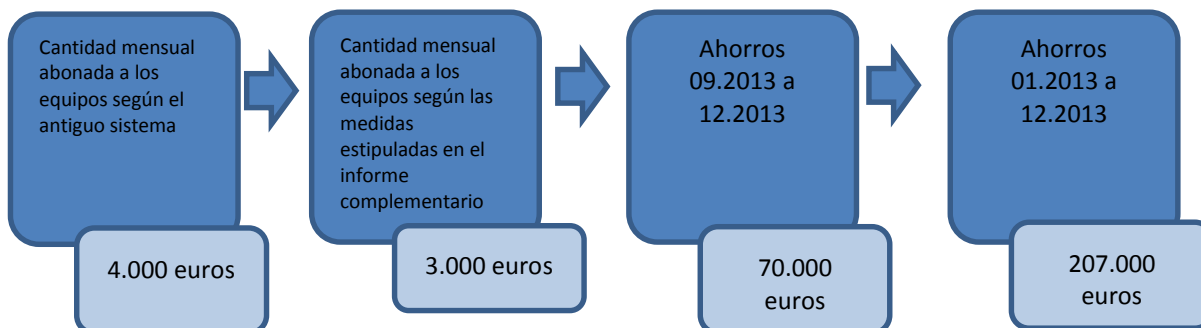 Cantidad mensual
abonada a los
equipos según el
antiguo sistema
4.000 euros
Cantidad mensual
abonada a los
equipos según las
medidas
estipuladas en el
informe
complementario
3.000 euros
Ahorros
09.2013 a
12.2013
70.000
euros
Ahorros
01.2013 a
12.2013
207.000
euros